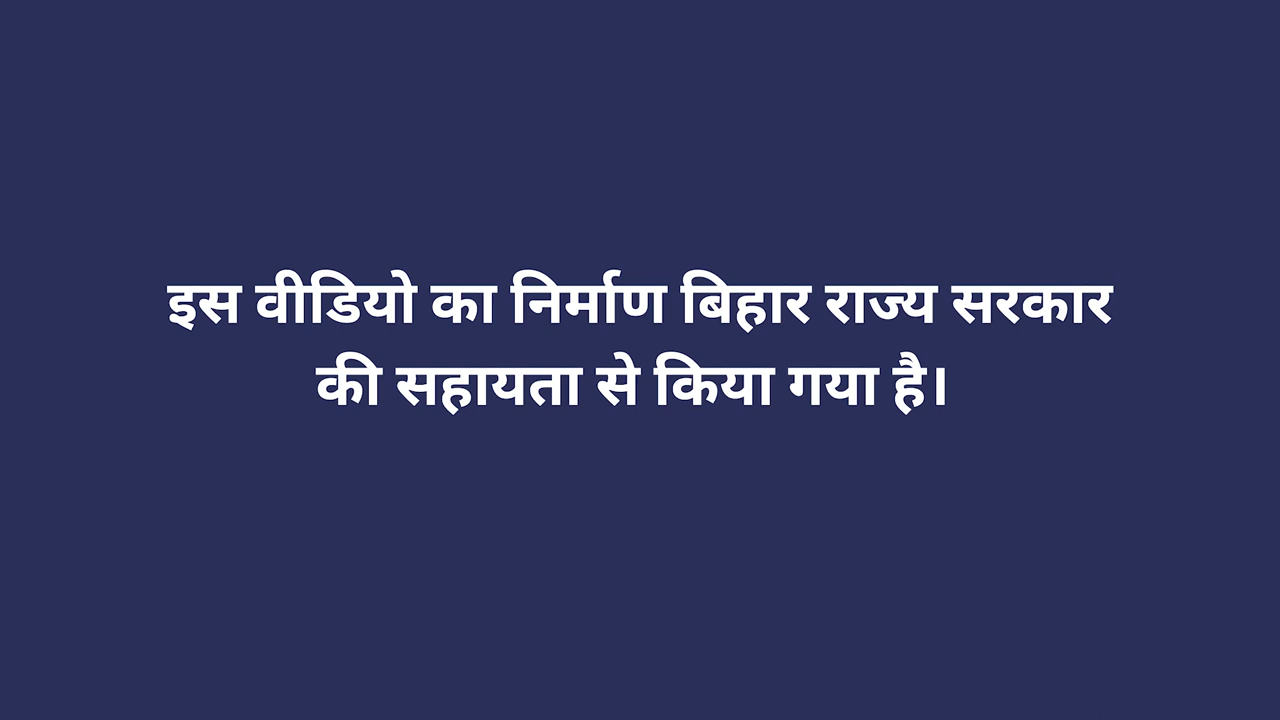 इस वीडियो का निर्माण बिहार राज्य सरकार
की सहायता से किया गया है।